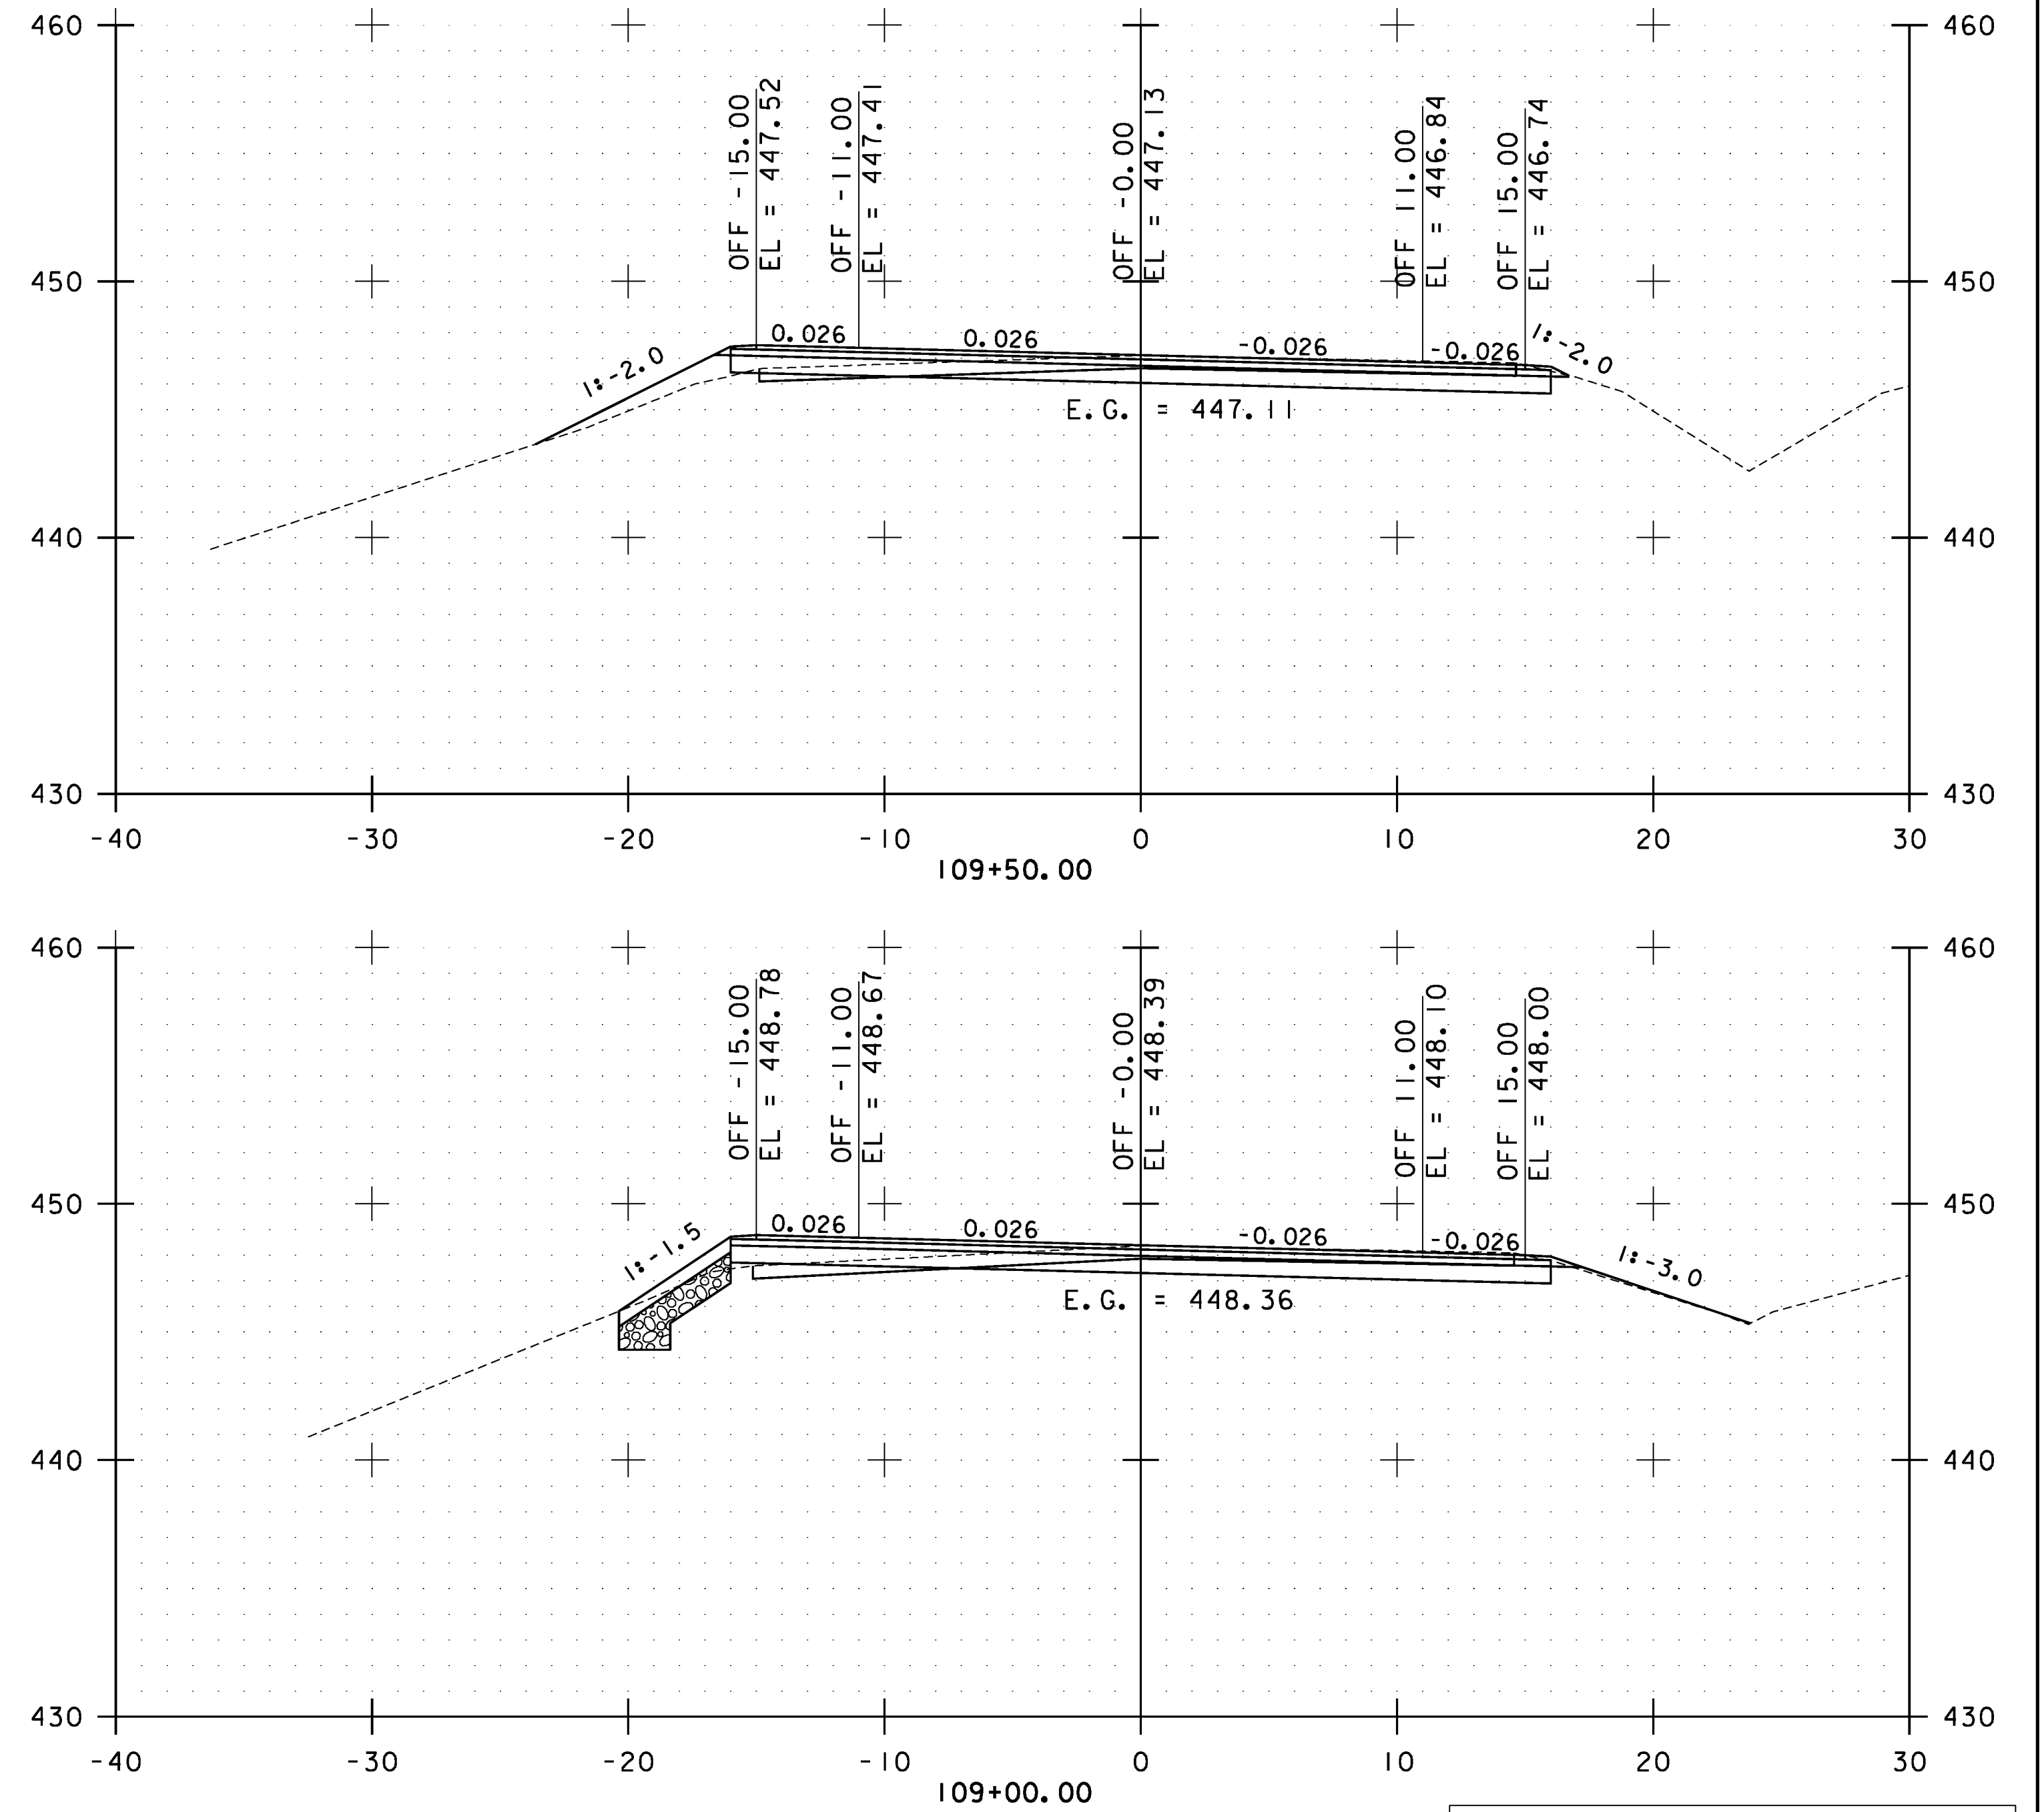 460
460
OFF -15.00
EL = 447.52
OFF -11.00
EL = 447.41
OFF -0.00
EL = 447.13
OFF 11.00
EL = 446.84
OFF 15.00
EL = 446.74
450
450
1:-2.0
0.026
0.026
-0.026
-0.026
1:-2.0
E.G. = 447.11
440
440
430
430
-40
-30
-20
-10
0
10
20
30
109+50.00
460
460
OFF -15.00
EL = 448.78
OFF -11.00
EL = 448.67
OFF -0.00
EL = 448.39
OFF 11.00
EL = 448.10
OFF 15.00
EL = 448.00
450
450
1:-1.5
0.026
0.026
-0.026
-0.026
1:-3.0
E.G. = 448.36
440
440
430
430
-40
-30
-20
-10
0
10
20
30
109+00.00